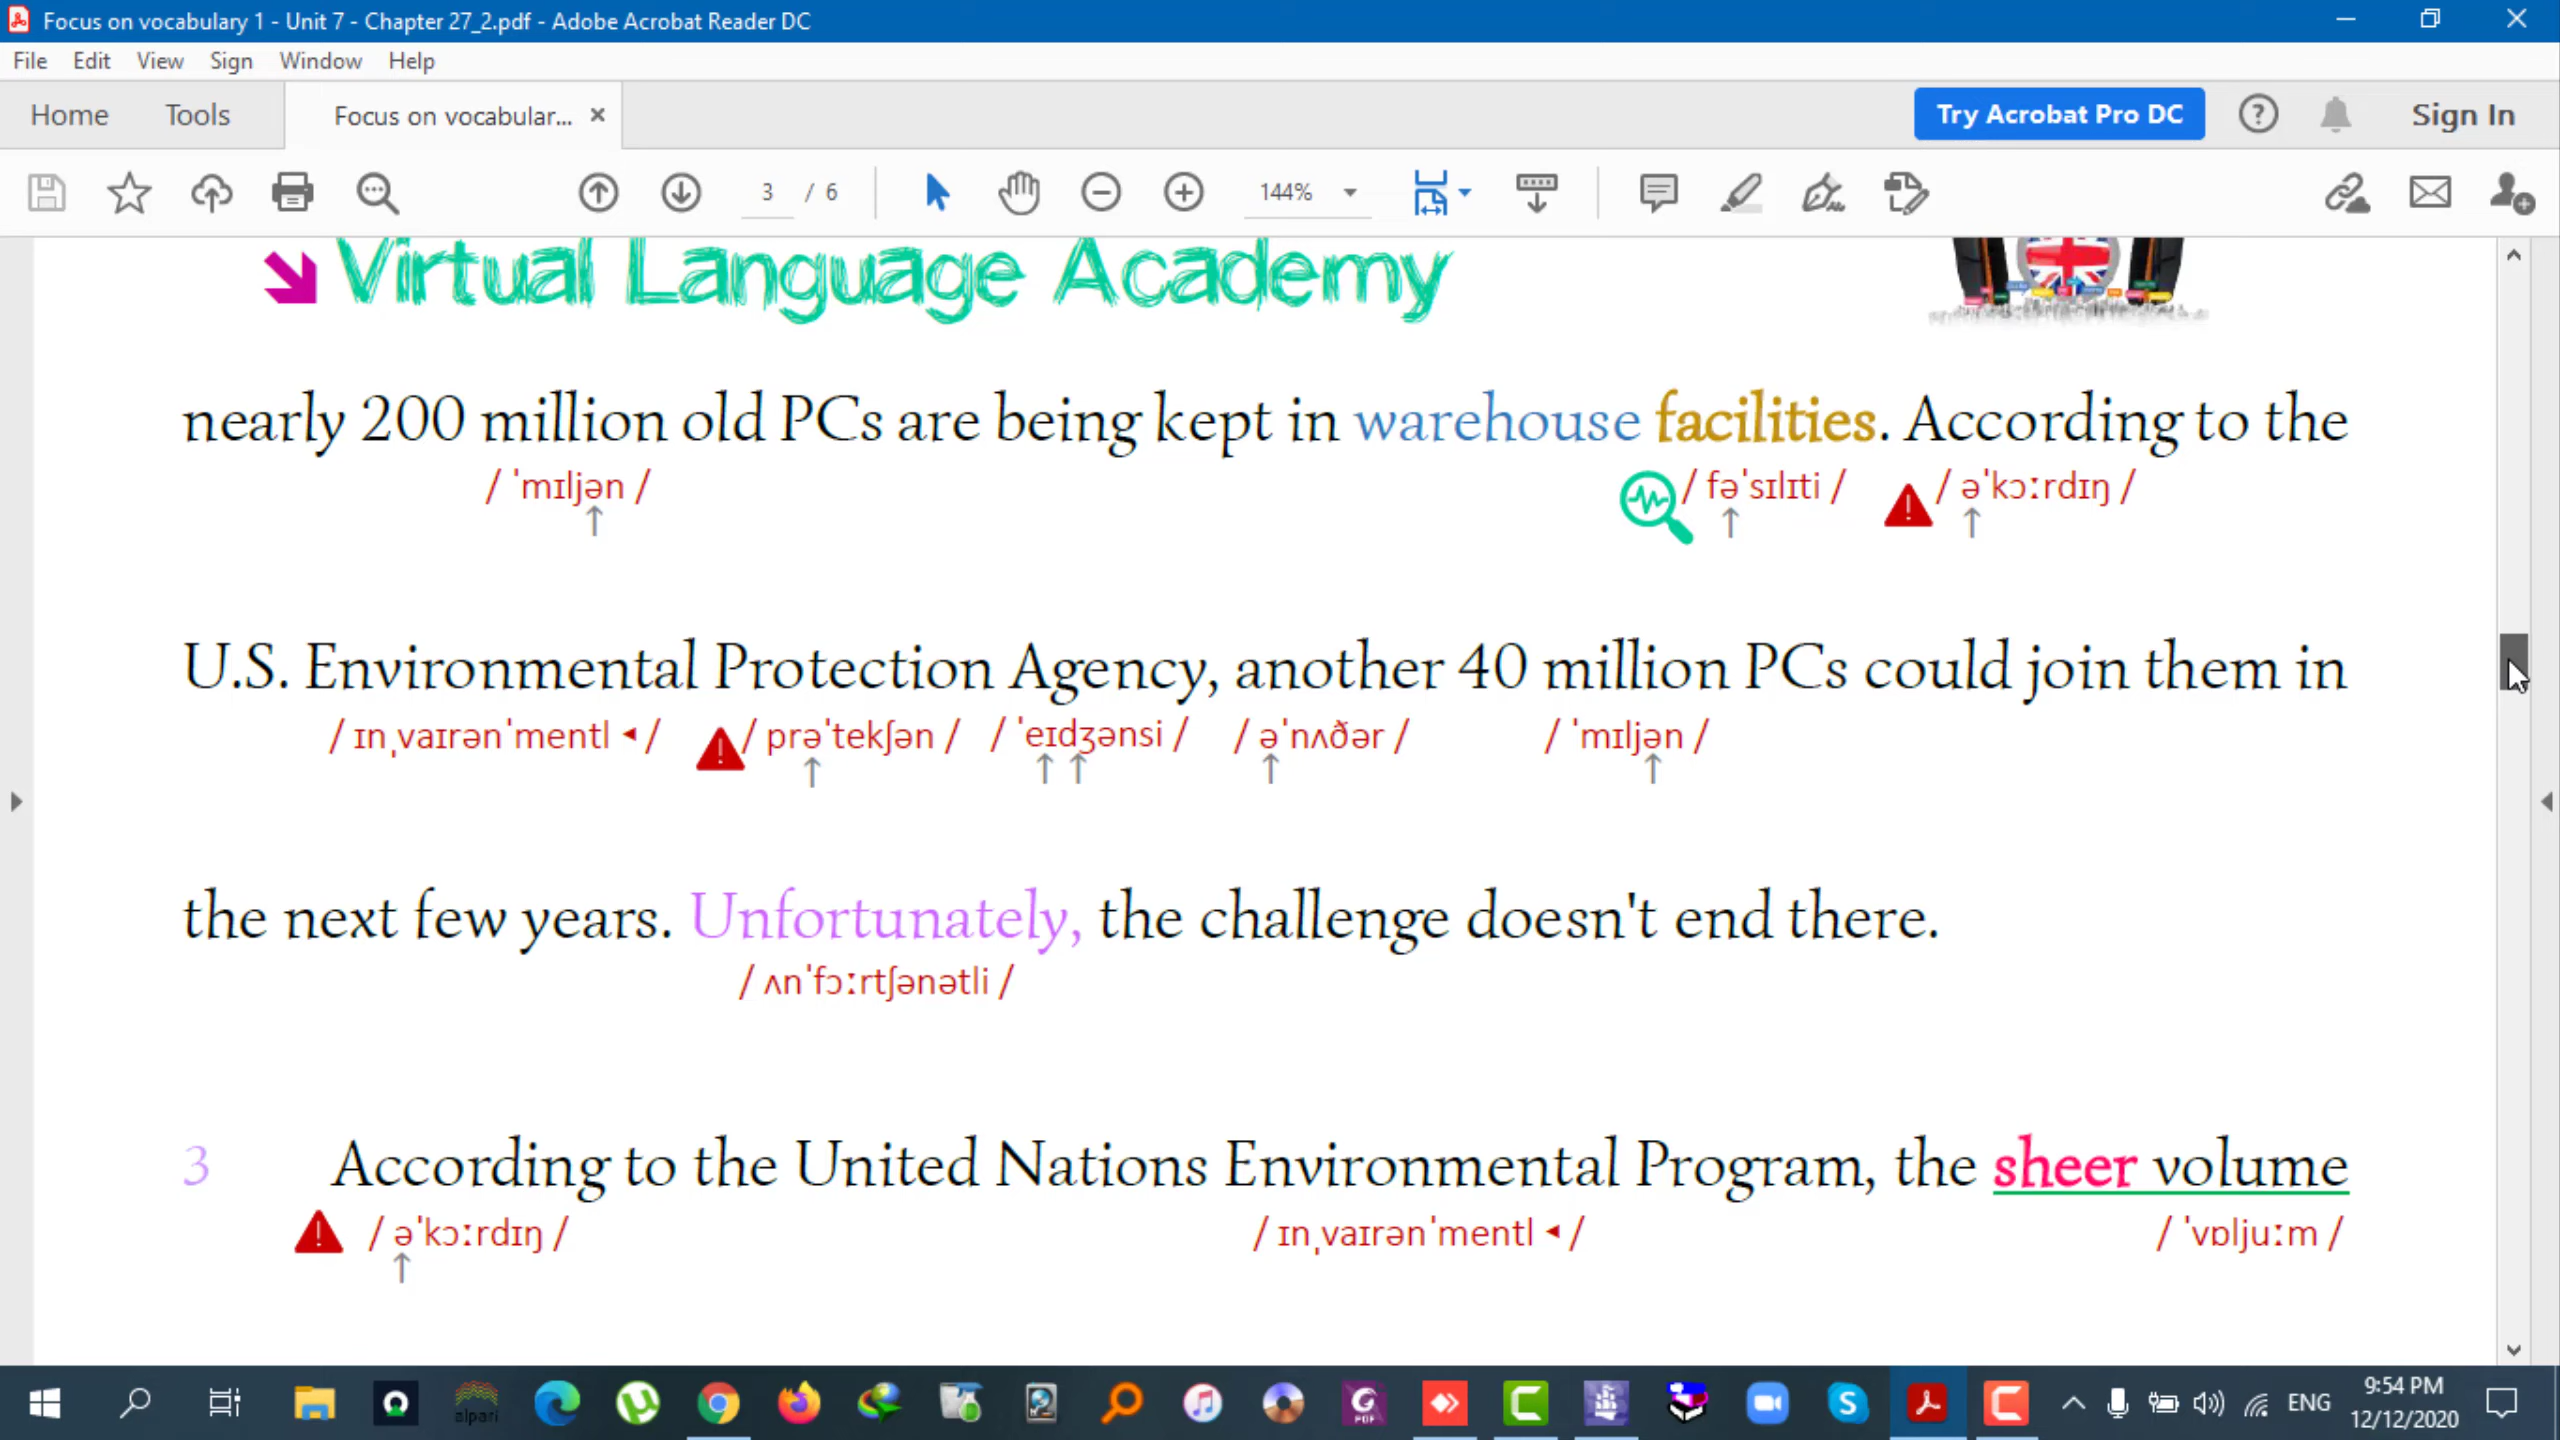 Focus on vocabulary 1 - Unit 7 - Chapter 27_2.pdf - Adobe Acrobat Reader DC
File Edit View Sign Window Help
Home Tools Focus on vocabular... × Try Acrobat Pro DC Sign In
3 / 6 144%
Virtual Language Academy
nearly 200 million old PCs are being kept in warehouse facilities. According to the
/ ˈmɪljən / / fəˈsɪlɪti / / əˈkɔːrdɪŋ /
U.S. Environmental Protection Agency, another 40 million PCs could join them in
/ ɪnˌvaɪrənˈmentl ◂ / / prəˈtekʃən / / ˈeɪdʒənsi / / əˈnʌðər / / ˈmɪljən /
the next few years. Unfortunately, the challenge doesn't end there.
/ ʌnˈfɔːrtʃənətli /
3 According to the United Nations Environmental Program, the sheer volume
/ əˈkɔːrdɪŋ / / ɪnˌvaɪrənˈmentl ◂ / / ˈvɒljuːm /
alpari PDF ENG 9:54 PM
12/12/2020